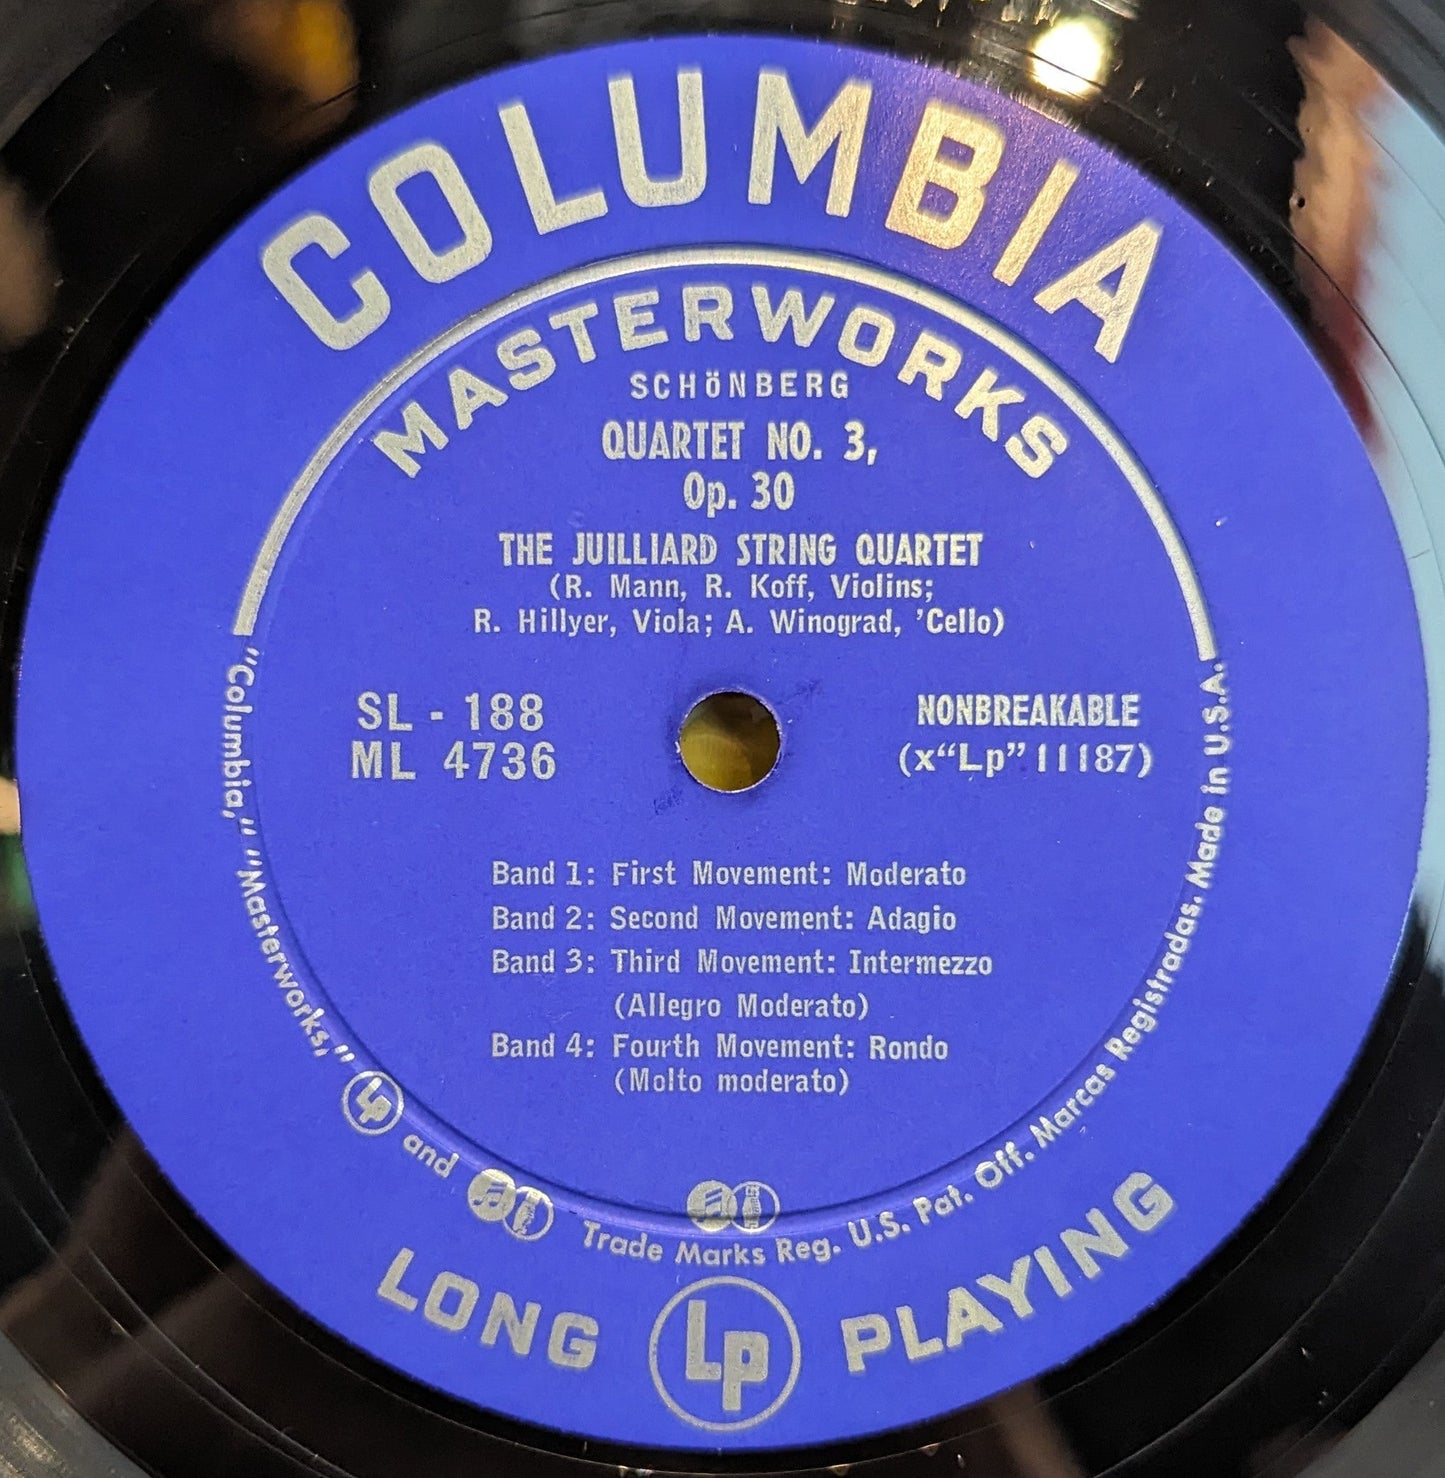 COLUMBIA
MASTERWORKS
SCHÖNBERG
QUARTET NO. 3,
Op. 30
THE JUILLIARD STRING QUARTET
(R. Mann, R. Koff, Violins;
R. Hillyer, Viola; A. Winograd, 'Cello)
SL - 188
ML 4736
NONBREAKABLE
(x“Lp”11187)
Band 1: First Movement: Moderato
Band 2: Second Movement: Adagio
Band 3: Third Movement: Intermezzo
(Allegro Moderato)
Band 4: Fourth Movement: Rondo
(Molto moderato)
"Columbia," "Masterworks," Lp and Trade Marks Reg. U.S. Pat. Off. Marcas Registradas. Made in U.S.A.
LONG Lp PLAYING